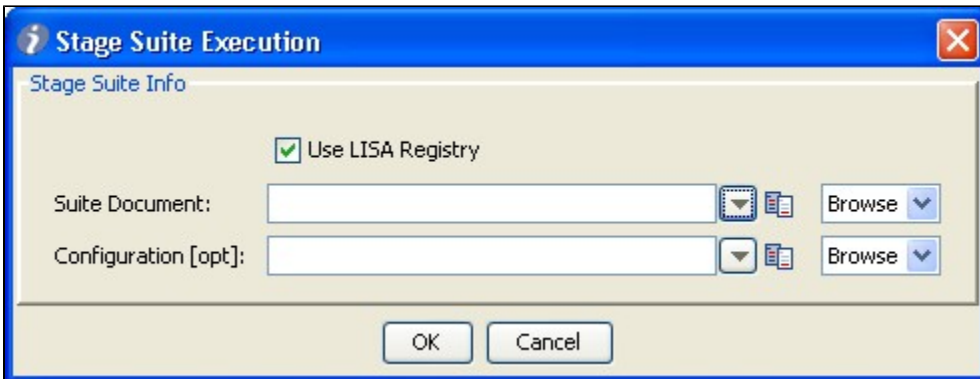 Stage Suite Execution
Stage Suite Info
Use LISA Registry
Suite Document: Browse
Configuration [opt]: Browse
OK Cancel